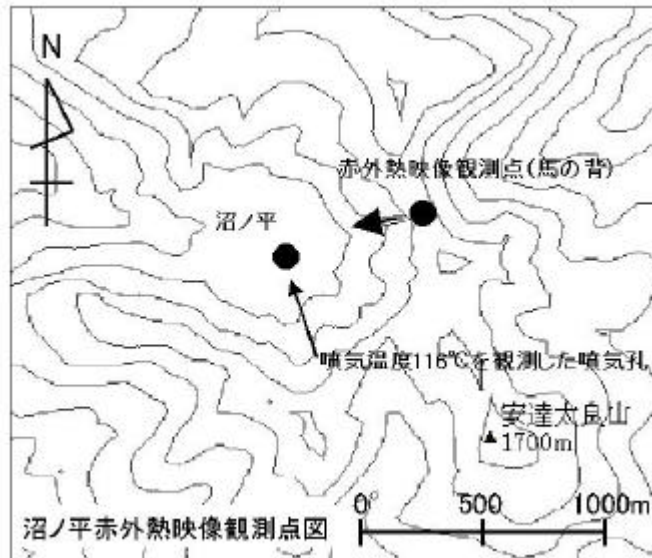 N
赤外熱映像観測点(馬の背)
沼ノ平
噴気温度116℃を観測した噴気孔
安達太良山
1700m
沼ノ平赤外熱映像観測点図
0 500 1000m